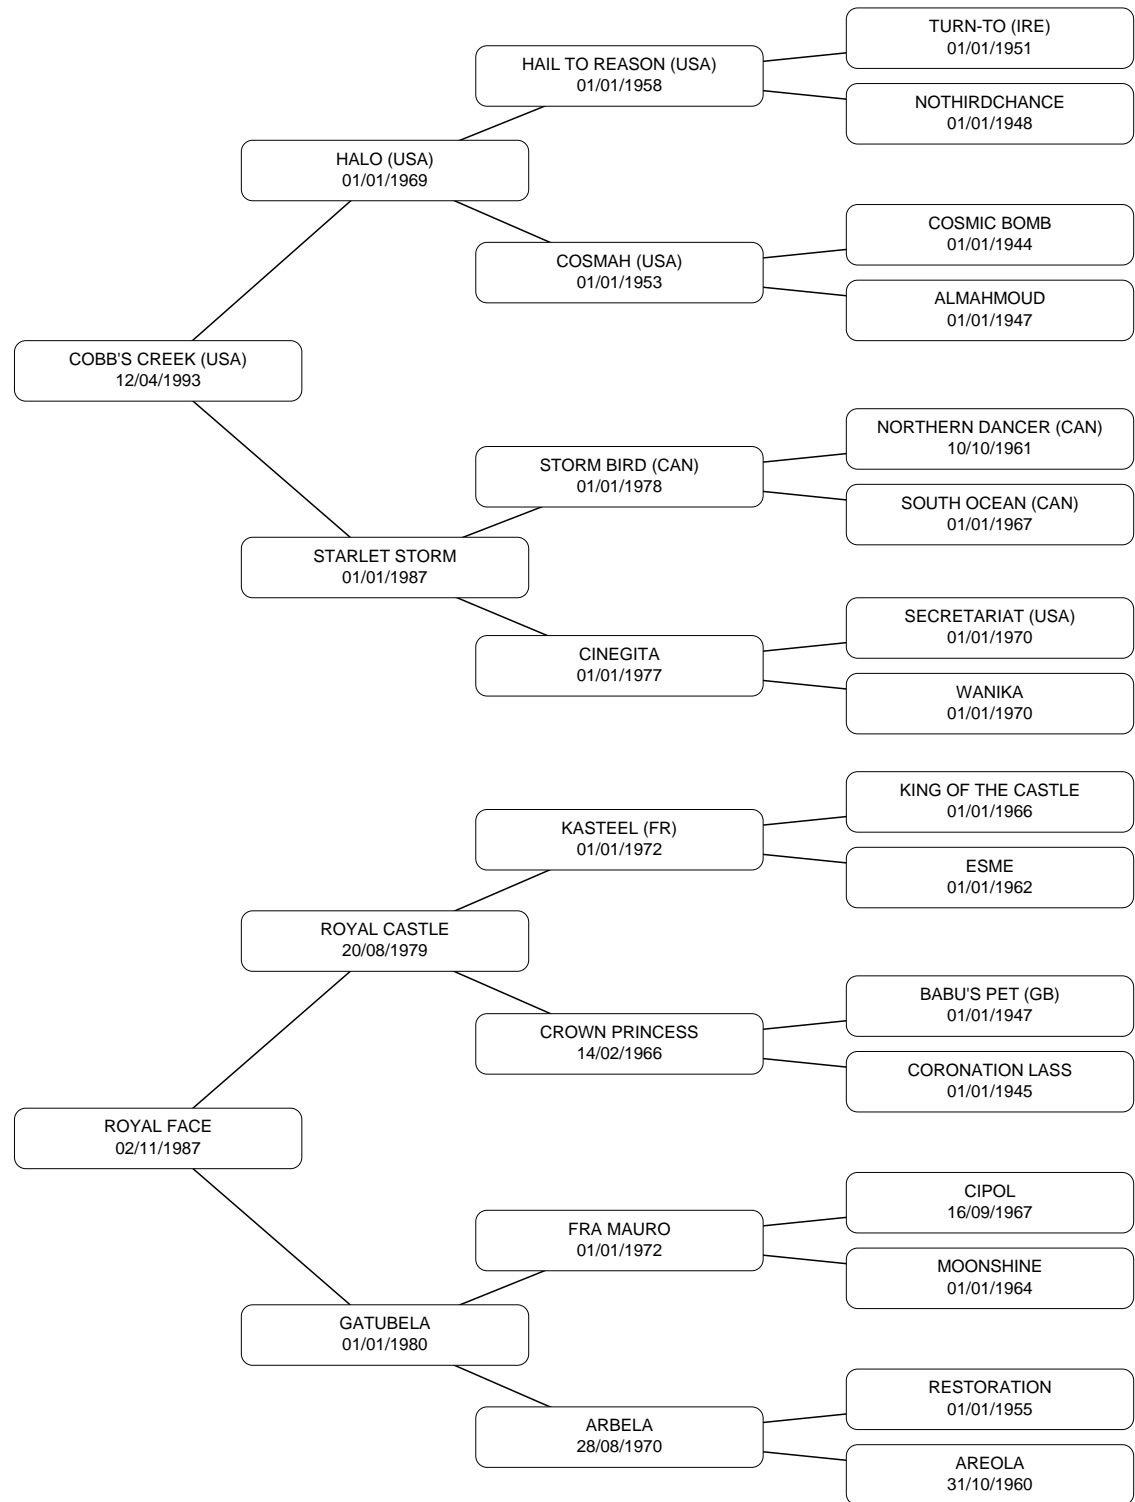 TURN-TO (IRE)
01/01/1951
HAIL TO REASON (USA)
01/01/1958
NOTHIRDCHANCE
01/01/1948
HALO (USA)
01/01/1969
COSMIC BOMB
01/01/1944
COSMAH (USA)
01/01/1953
ALMAHMOUD
01/01/1947
COBB'S CREEK (USA)
12/04/1993
NORTHERN DANCER (CAN)
10/10/1961
STORM BIRD (CAN)
01/01/1978
SOUTH OCEAN (CAN)
01/01/1967
STARLET STORM
01/01/1987
SECRETARIAT (USA)
01/01/1970
CINEGITA
01/01/1977
WANIKA
01/01/1970
KING OF THE CASTLE
01/01/1966
KASTEEL (FR)
01/01/1972
ESME
01/01/1962
ROYAL CASTLE
20/08/1979
BABU'S PET (GB)
01/01/1947
CROWN PRINCESS
14/02/1966
CORONATION LASS
01/01/1945
ROYAL FACE
02/11/1987
CIPOL
16/09/1967
FRA MAURO
01/01/1972
MOONSHINE
01/01/1964
GATUBELA
01/01/1980
RESTORATION
01/01/1955
ARBELA
28/08/1970
AREOLA
31/10/1960